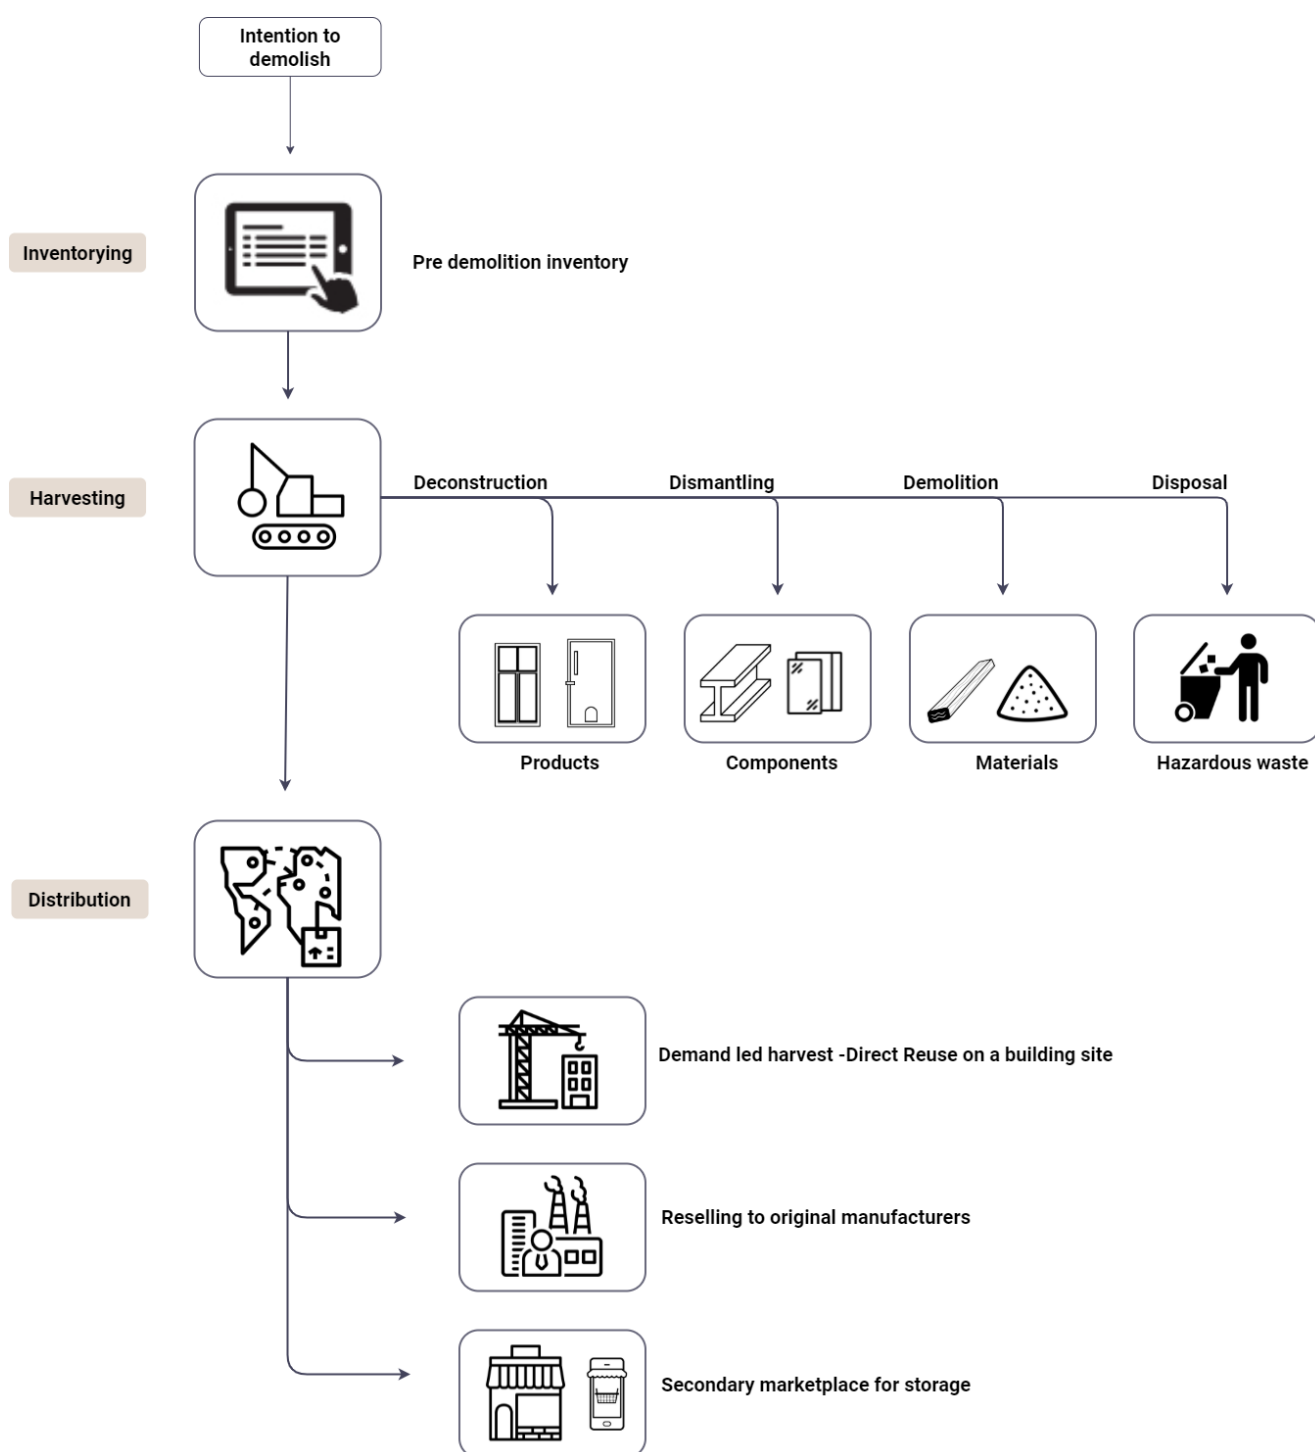 Intention to
demolish
Inventorying
Pre demolition inventory
Harvesting
Deconstruction
Dismantling
Demolition
Disposal
Products
Components
Materials
Hazardous waste
Distribution
Demand led harvest -Direct Reuse on a building site
Reselling to original manufacturers
Secondary marketplace for storage